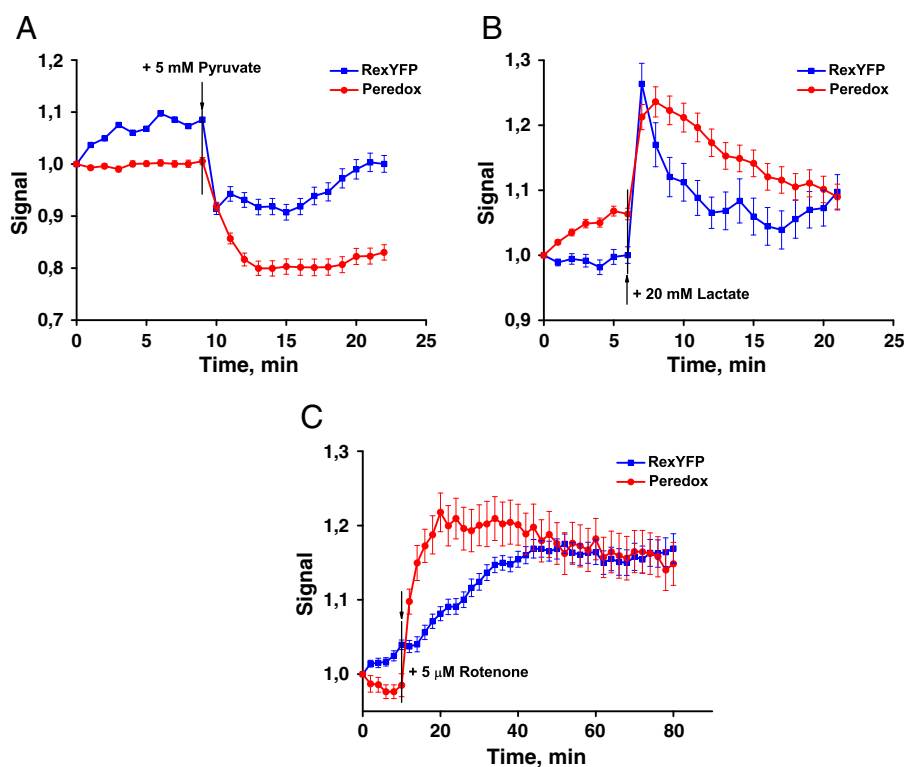 A
1,2
1,1
1,0
0,9
0,8
0,7
Signal
+ 5 mM Pyruvate
RexYFP
Peredox
0 5 10 15 20 25
Time, min
B
1,3
1,2
1,1
1,0
0,9
Signal
RexYFP
Peredox
+ 20 mM Lactate
0 5 10 15 20 25
Time, min
C
1,3
1,2
1,1
1,0
Signal
RexYFP
Peredox
+ 5 μM Rotenone
0 20 40 60 80
Time, min